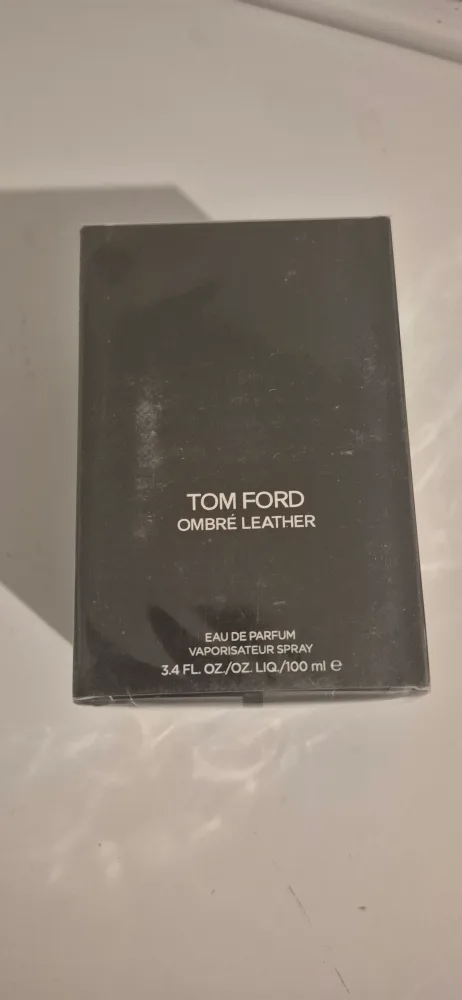 TOM FORD
OMBRÉ LEATHER
EAU DE PARFUM
VAPORISATEUR SPRAY
3.4 FL. OZ./OZ. LIQ./100 ml ℮